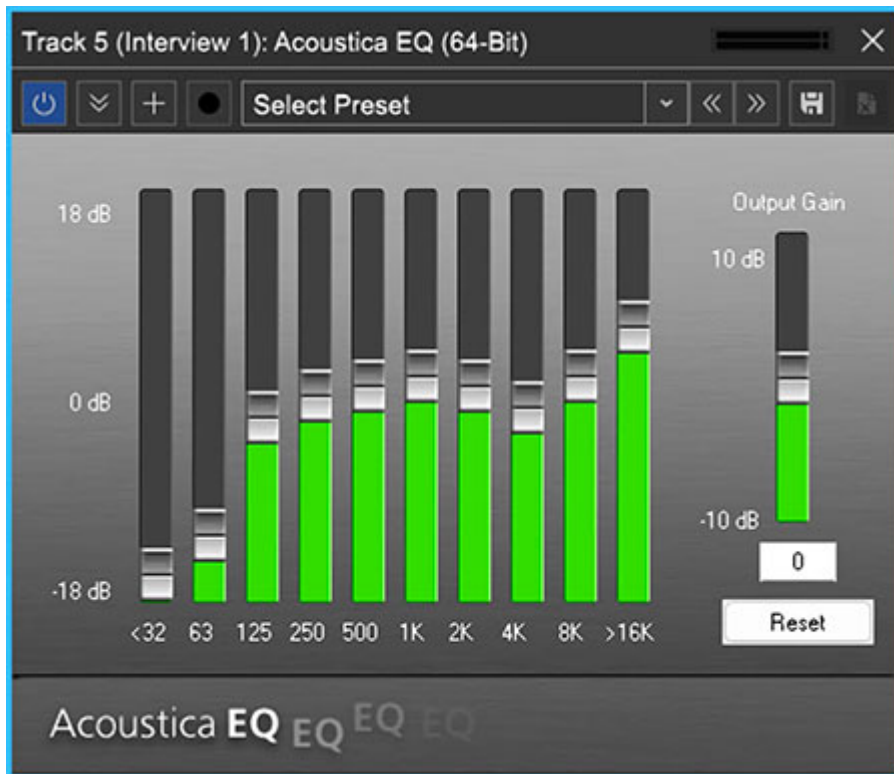 Track 5 (Interview 1): Acoustica EQ (64-Bit)
Select Preset
18 dB
0 dB
-18 dB
<32 63 125 250 500 1K 2K 4K 8K >16K
Output Gain
10 dB
-10 dB
0
Reset
Acoustica EQ EQ EQ EQ